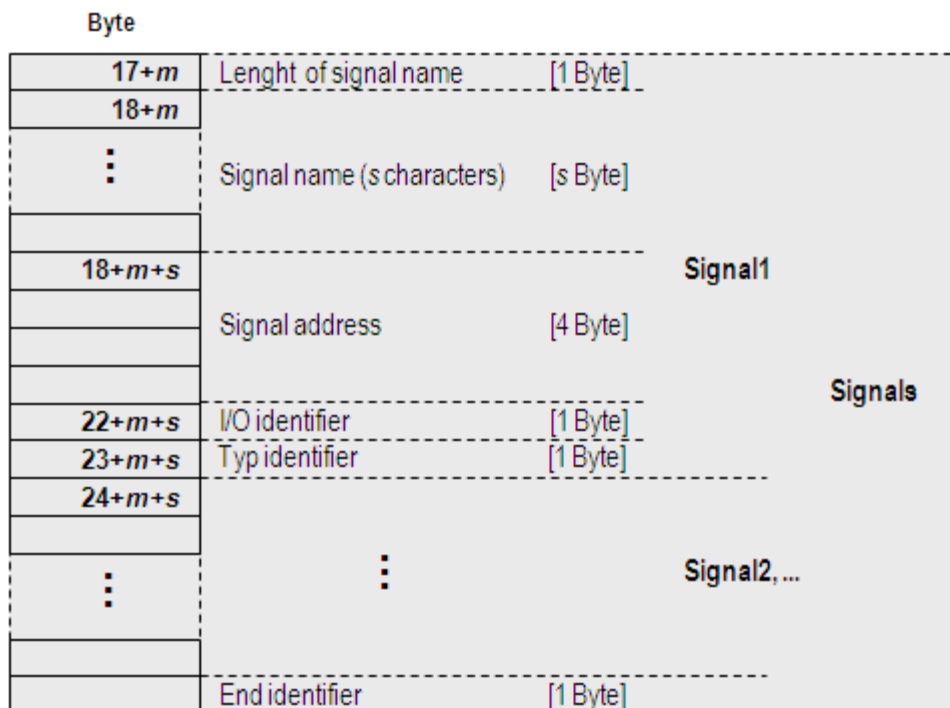 Byte
17+m Lenght of signal name [1 Byte]
18+m
⋮ Signal name (s characters) [s Byte]
18+m+s Signal1
Signal address [4 Byte]
Signals
22+m+s I/O identifier [1 Byte]
23+m+s Typ identifier [1 Byte]
24+m+s
⋮ ⋮ Signal2, ...
End identifier [1 Byte]